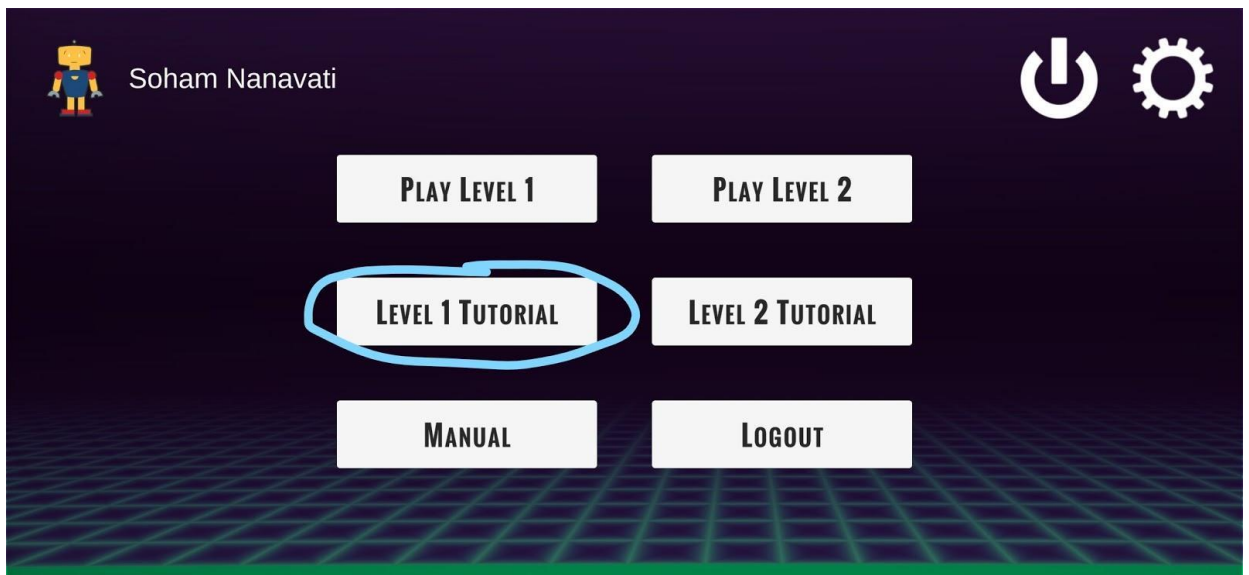 Soham Nanavati
PLAY LEVEL 1
PLAY LEVEL 2
LEVEL 1 TUTORIAL
LEVEL 2 TUTORIAL
MANUAL
LOGOUT